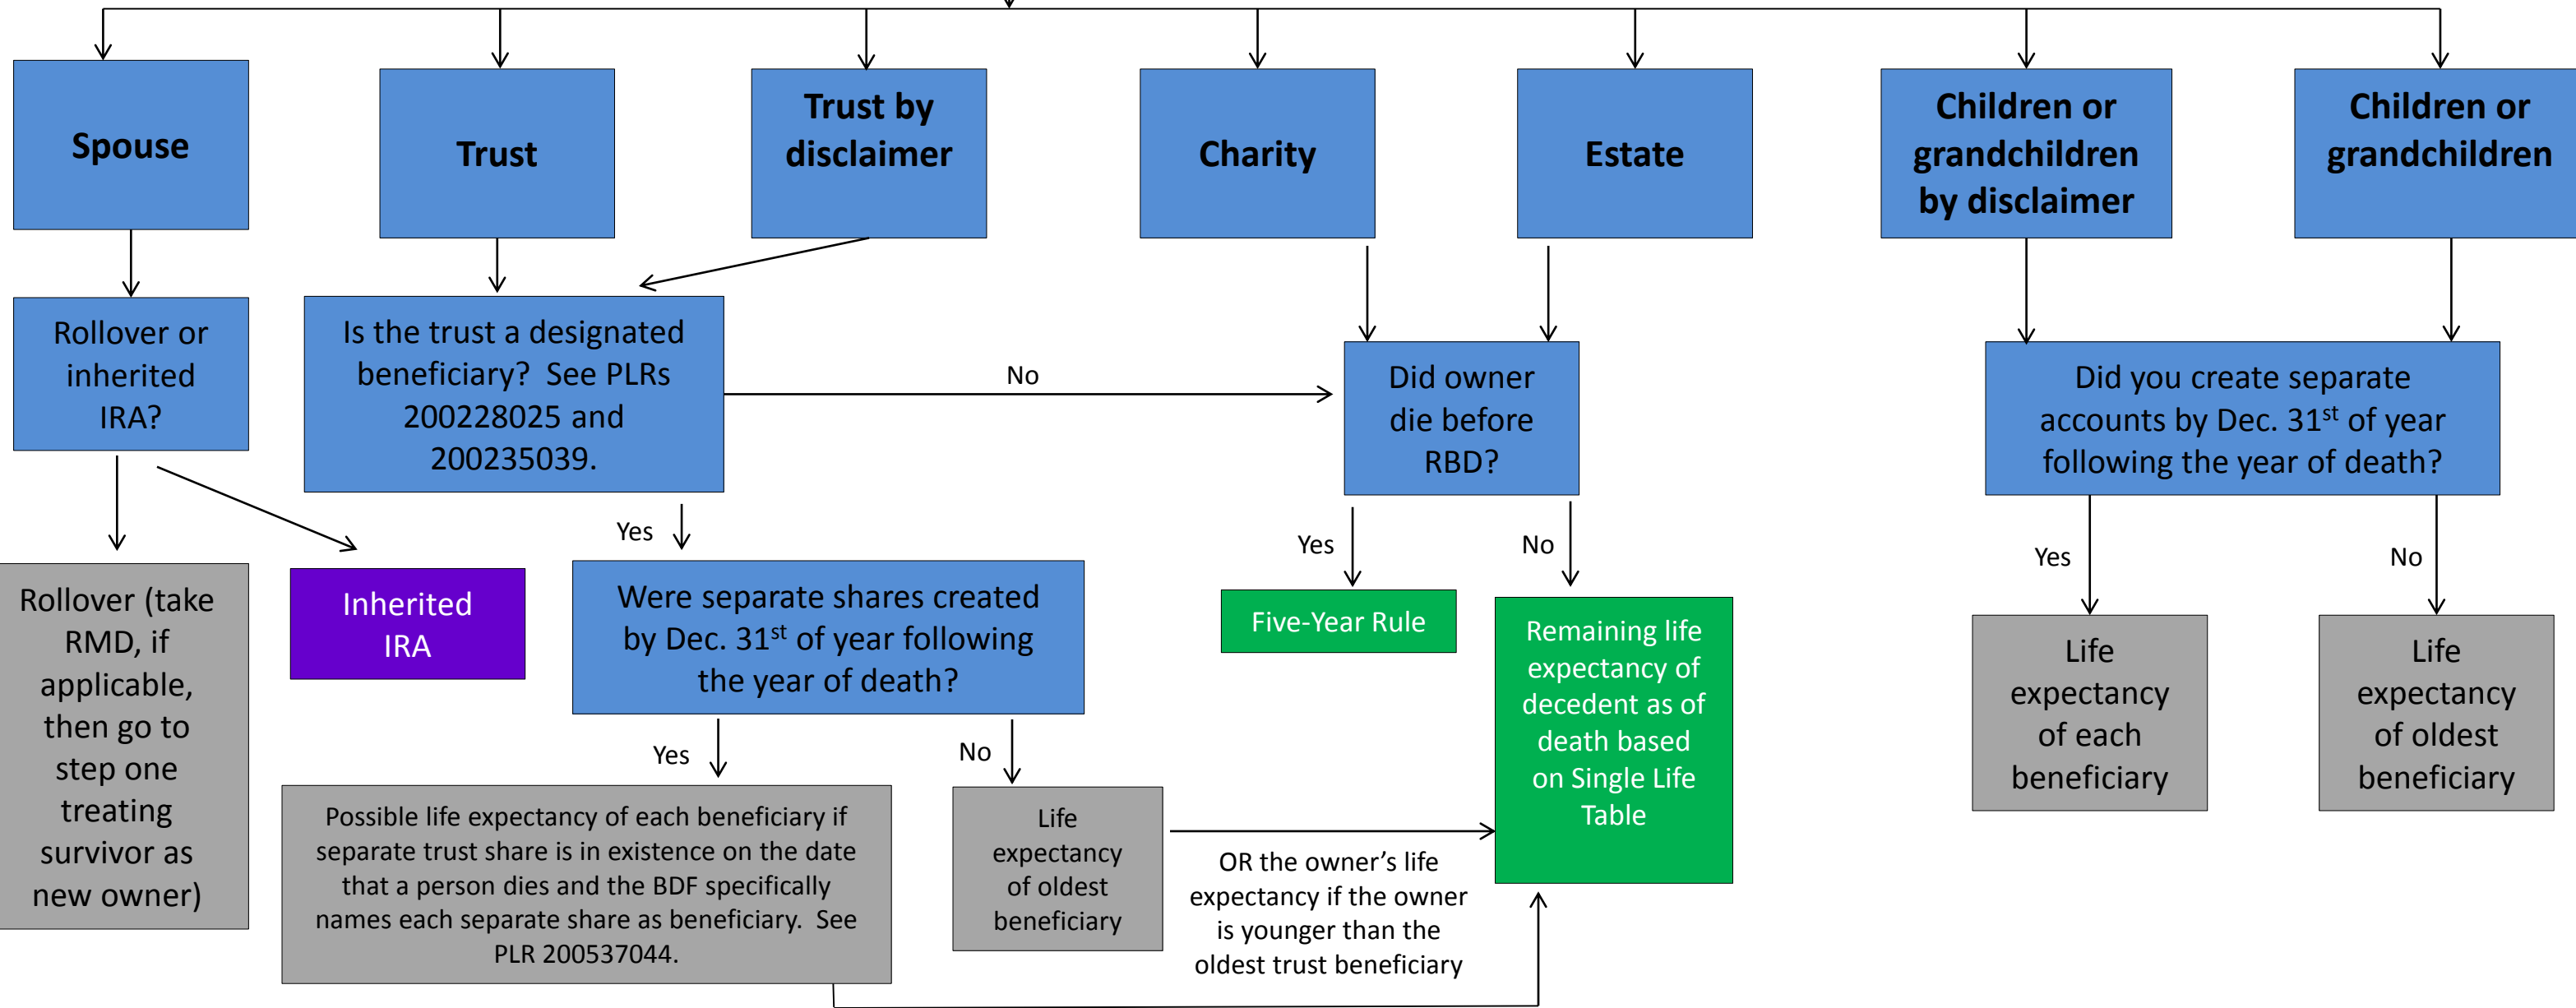 Spouse
Trust
Trust by
disclaimer
Charity
Estate
Children or
grandchildren
by disclaimer
Children or
grandchildren
Rollover or
inherited
IRA?
Is the trust a designated
beneficiary?  See PLRs
200228025 and
200235039.
No
Did owner
die before
RBD?
Did you create separate
accounts by Dec. 31st of year
following the year of death?
Yes
Yes
No
Yes
No
Rollover (take
RMD, if
applicable,
then go to
step one
treating
survivor as
new owner)
Inherited
IRA
Were separate shares created
by Dec. 31st of year following
the year of death?
Five-Year Rule
Remaining life
expectancy of
decedent as of
death based
on Single Life
Table
Life
expectancy
of each
beneficiary
Life
expectancy
of oldest
beneficiary
Yes
No
Possible life expectancy of each beneficiary if
separate trust share is in existence on the date
that a person dies and the BDF specifically
names each separate share as beneficiary.  See
PLR 200537044.
Life
expectancy
of oldest
beneficiary
OR the owner’s life
expectancy if the owner
is younger than the
oldest trust beneficiary